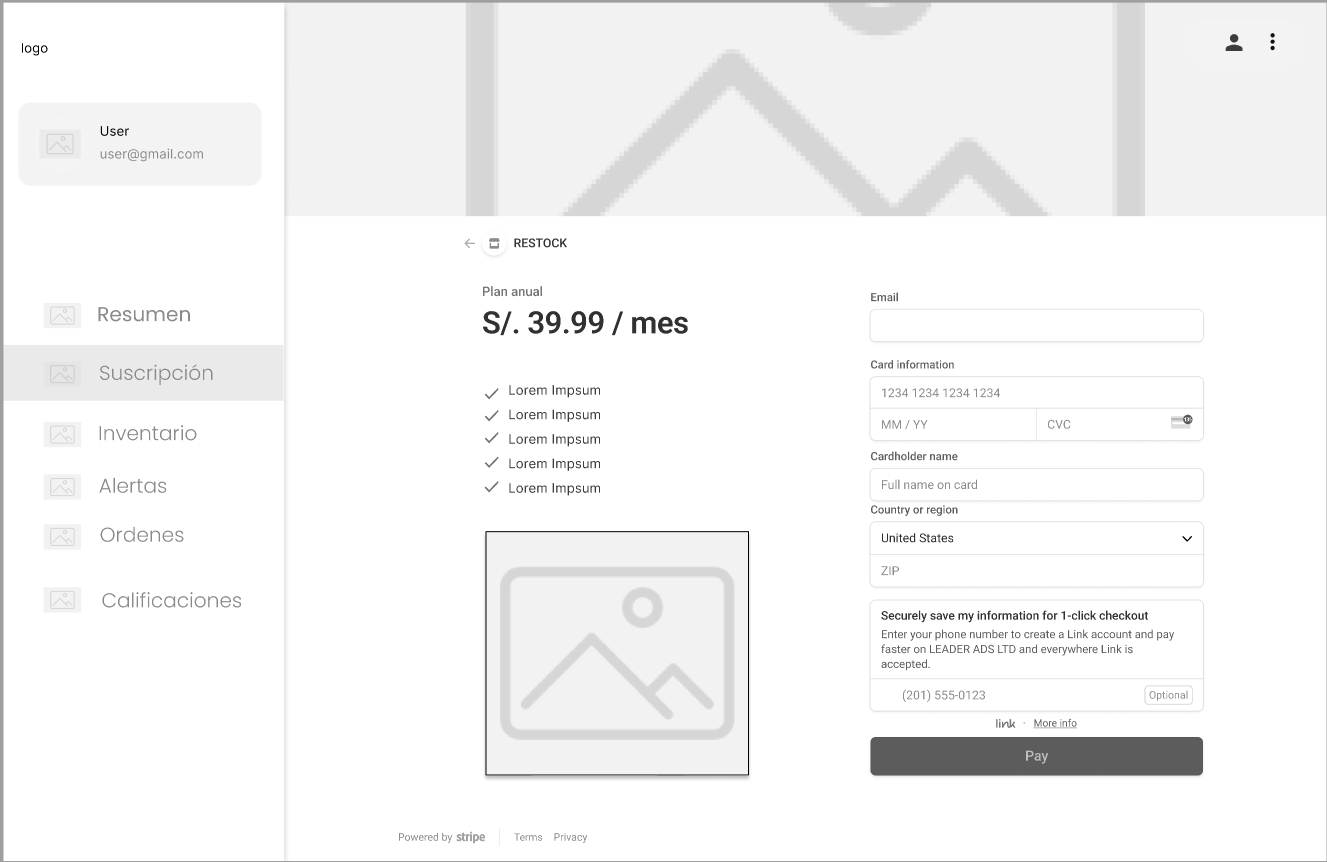 logo
User
user@gmail.com
Resumen
Suscripción
Inventario
Alertas
Ordenes
Calificaciones
RESTOCK
Plan anual
S/. 39.99 / mes
Lorem Impsum
Lorem Impsum
Lorem Impsum
Lorem Impsum
Lorem Impsum
Email
Card information
1234 1234 1234 1234
MM / YY
CVC
Cardholder name
Full name on card
Country or region
United States
ZIP
Securely save my information for 1-click checkout
Enter your phone number to create a Link account and pay
faster on LEADER ADS LTD and everywhere Link is
accepted.
(201) 555-0123
Optional
link · More info
Pay
Powered by stripe
Terms
Privacy